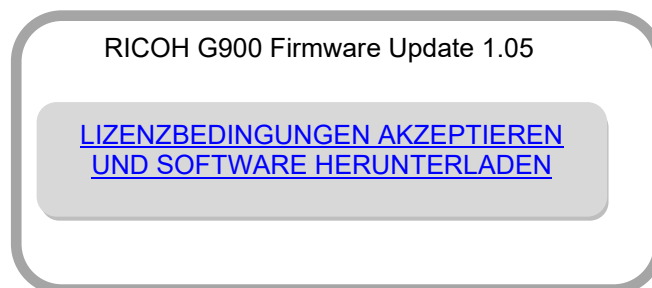 RICOH G900 Firmware Update 1.05
LIZENZBEDINGUNGEN AKZEPTIEREN
UND SOFTWARE HERUNTERLADEN